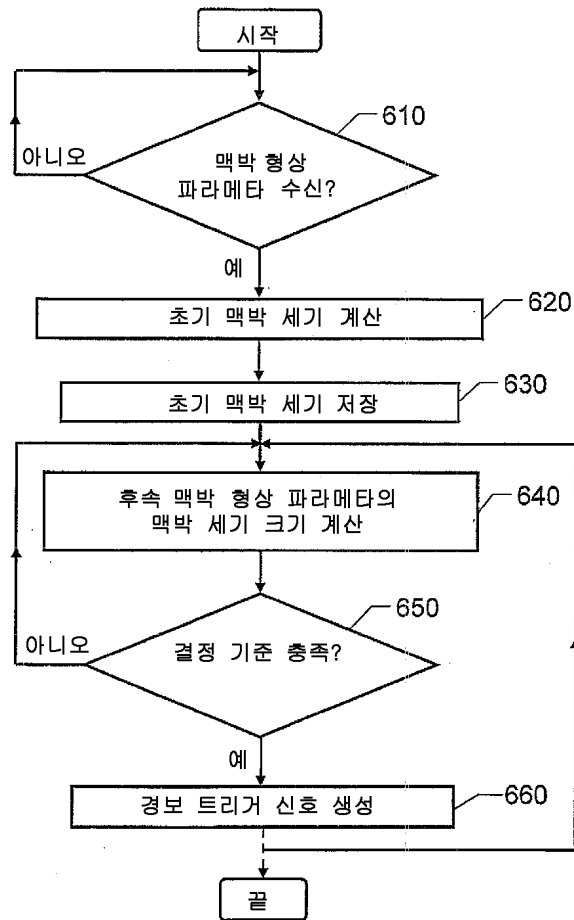 시작
610
맥박 형상
파라메타 수신?
아니오
예
620
초기 맥박 세기 계산
630
초기 맥박 세기 저장
후속 맥박 형상 파라메타의
맥박 세기 크기 계산
640
650
결정 기준 충족?
아니오
예
경보 트리거 신호 생성
660
끝